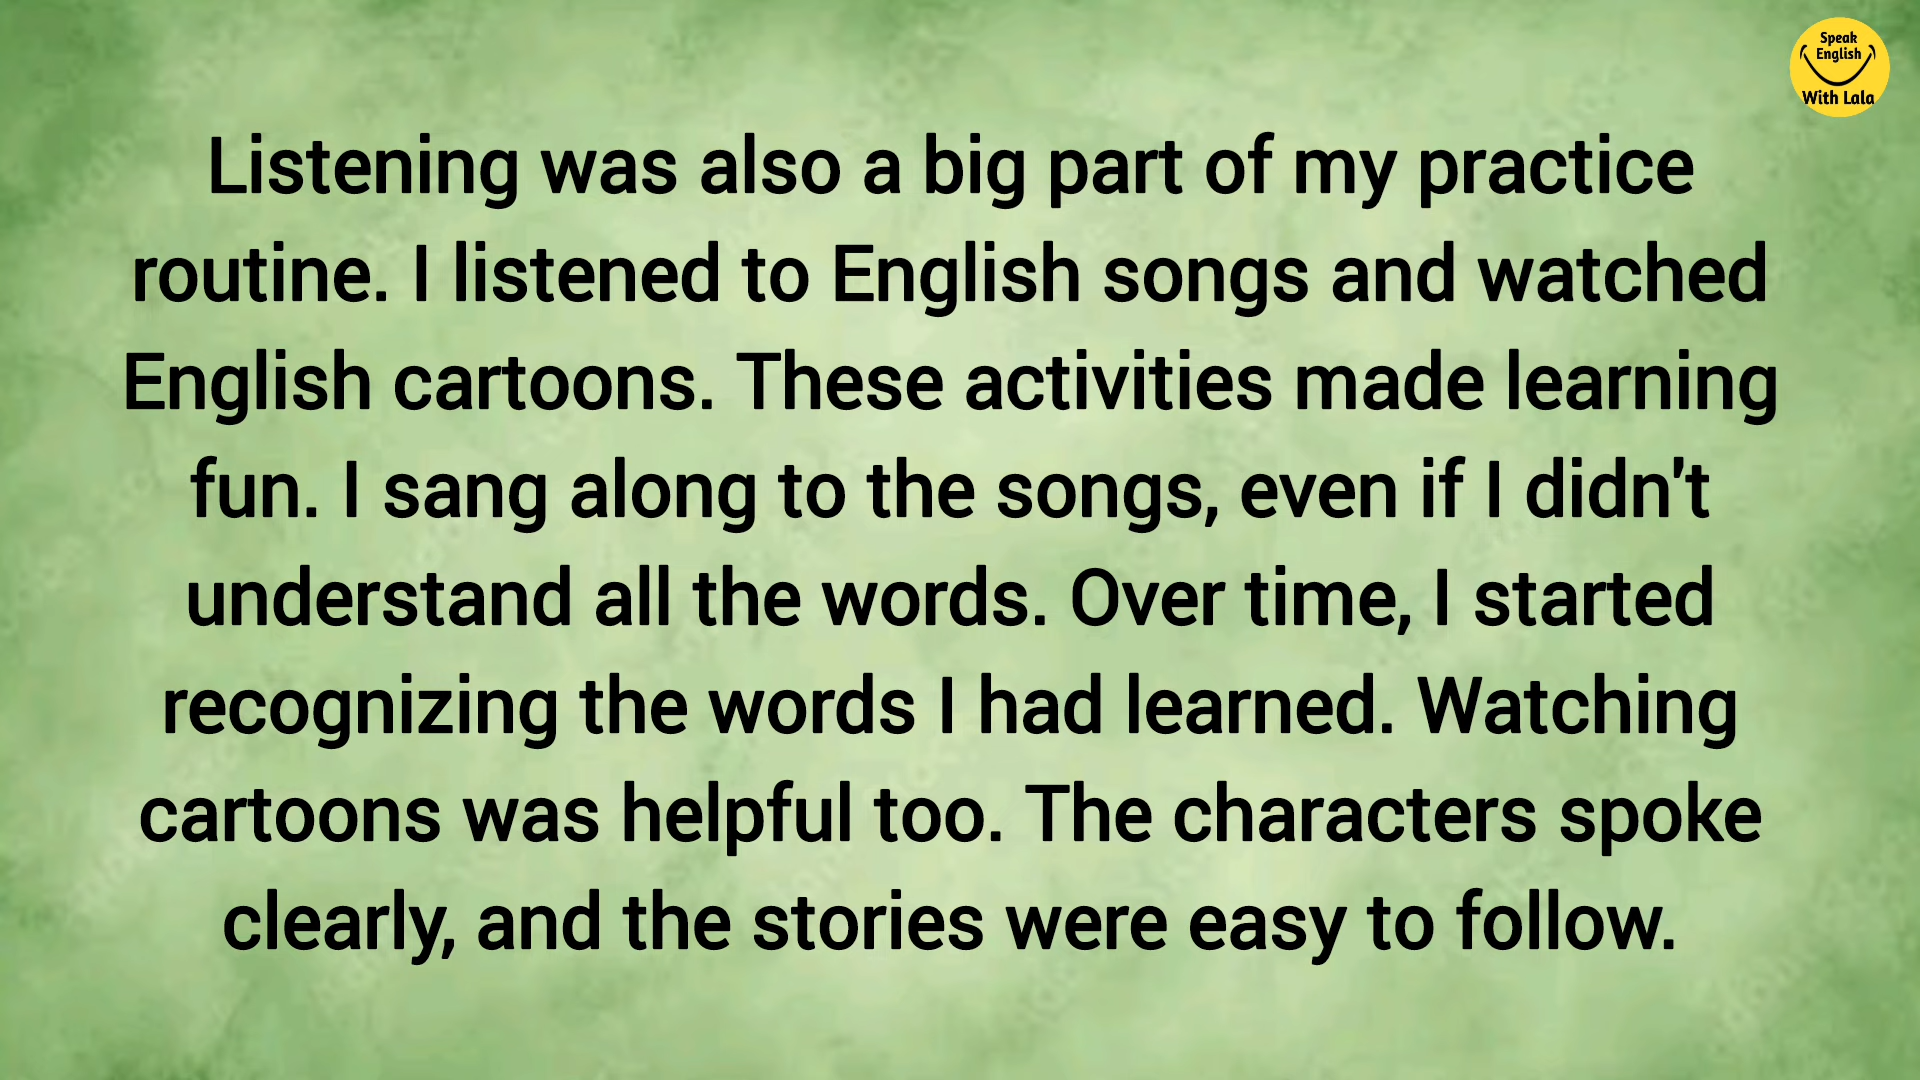 Speak
English
With Lala
Listening was also a big part of my practice
routine. I listened to English songs and watched
English cartoons. These activities made learning
fun. I sang along to the songs, even if I didn't
understand all the words. Over time, I started
recognizing the words I had learned. Watching
cartoons was helpful too. The characters spoke
clearly, and the stories were easy to follow.